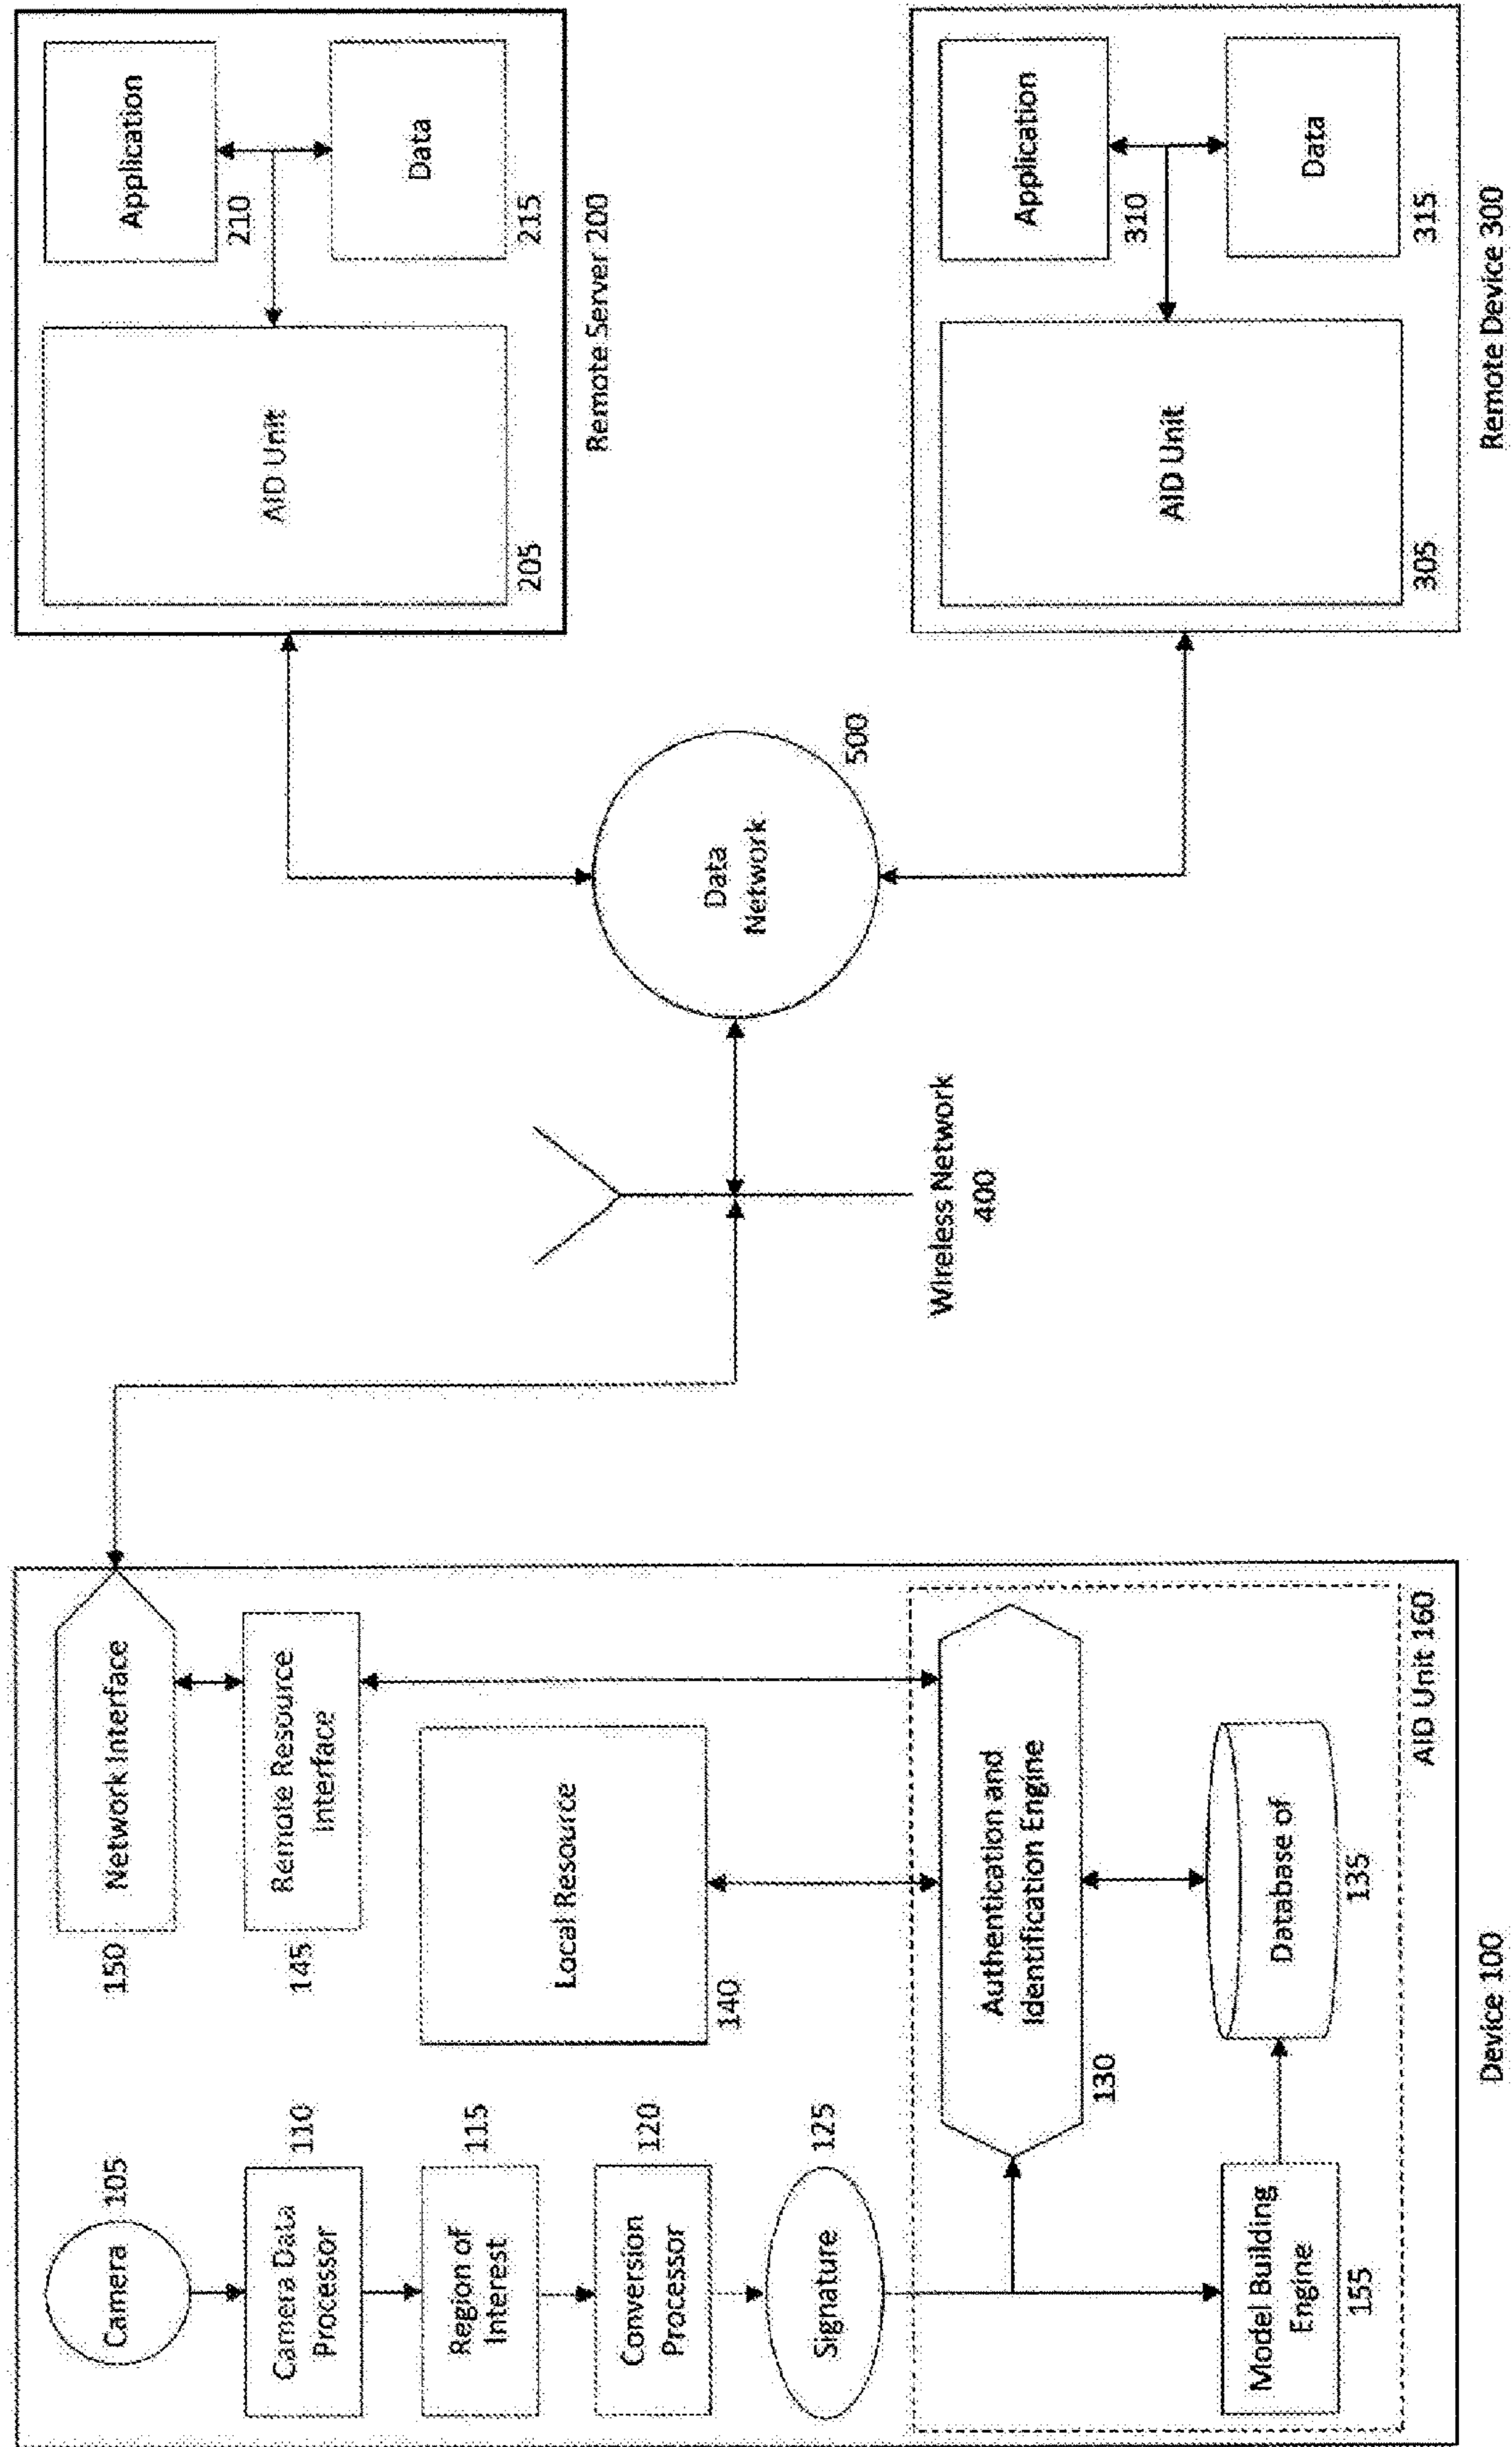 Camera
105
Camera Data
Processor
110
Region of
Interest
115
Conversion
Processor
120
Signature
125
Model Building
Engine
155
Network Interface
150
Remote Resource
Interface
145
Local Resource
140
Authentication and
Identification Engine
130
Database of
135
AID Unit 160
Device 100
Wireless Network
400
Data
Network
500
AID Unit
205
Application
210
Data
215
Remote Server 200
AID Unit
305
Application
310
Data
315
Remote Device 300